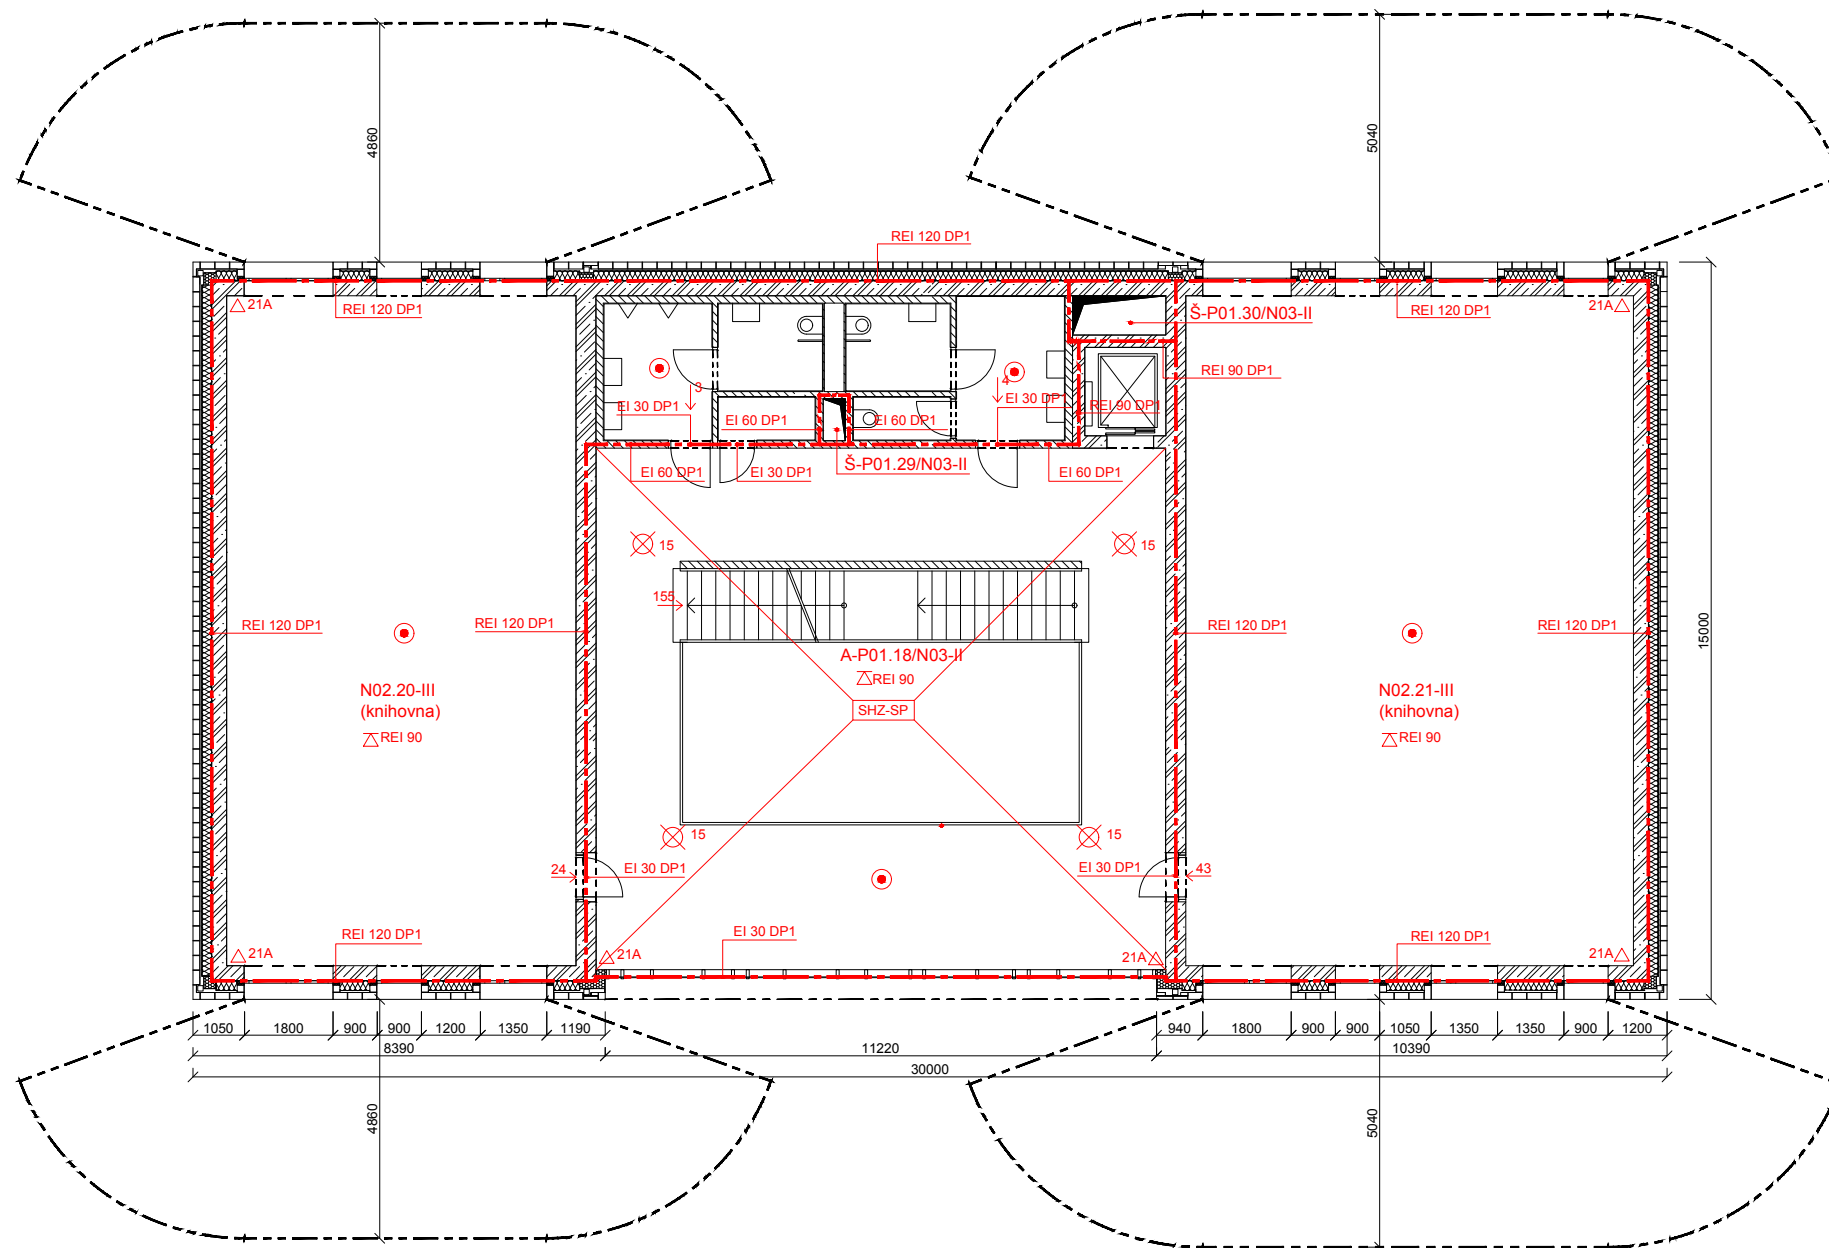 4860
5040
REI 120 DP1
21A
REI 120 DP1
Š-P01.30/N03-II
REI 120 DP1
21A
REI 90 DP1
3
4
EI 30 DP1
EI 60 DP1
EI 60 DP1
EI 30 DP1
REI 90 DP1
EI 60 DP1
EI 30 DP1
Š-P01.29/N03-II
EI 60 DP1
15
15
155
REI 120 DP1
REI 120 DP1
REI 120 DP1
REI 120 DP1
15000
A-P01.18/N03-II
REI 90
N02.20-III
(knihovna)
REI 90
SHZ-SP
N02.21-III
(knihovna)
REI 90
15
15
24
EI 30 DP1
EI 30 DP1
43
REI 120 DP1
EI 30 DP1
REI 120 DP1
21A
21A
21A
21A
1050
1800
900
900
1200
1350
1190
940
1800
900
900
1050
1350
1350
900
1200
8390
11220
10390
30000
4860
5040